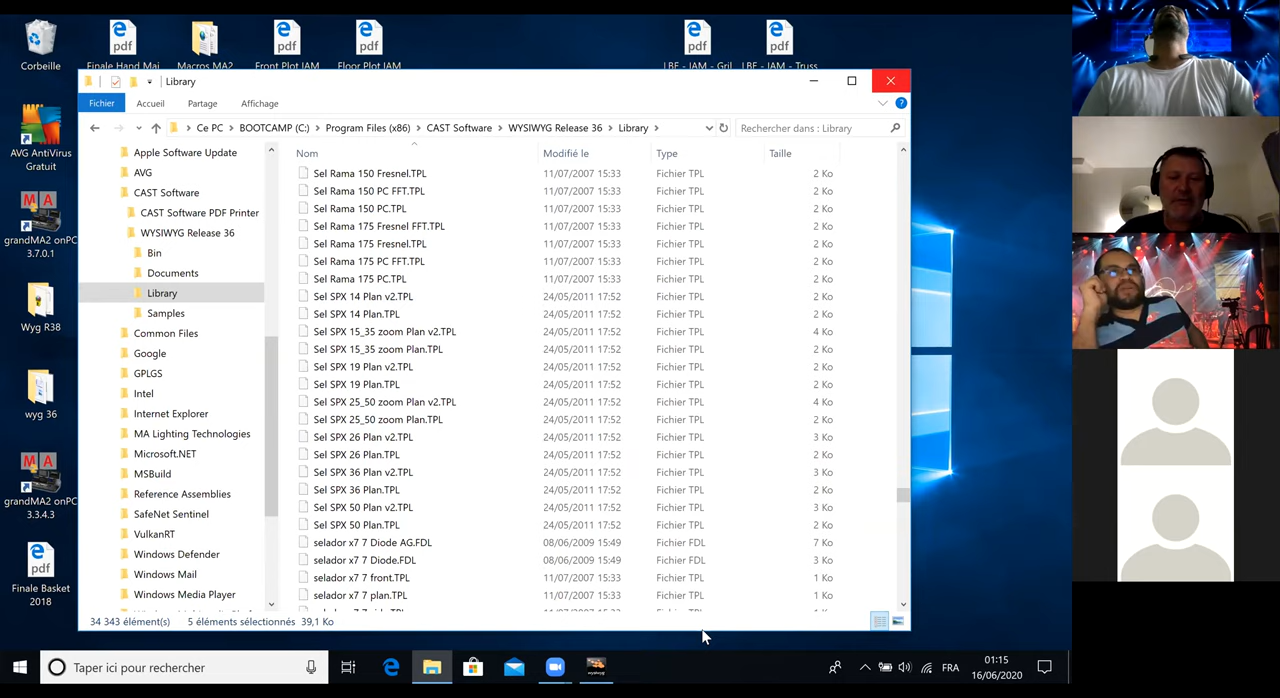 pdf
pdf
pdf
pdf
pdf
Corbeille
Finale Hand Mai
Macros MA2
Front Plot IAM
Floor Plot IAM
LBF - IAM - Gril
LBF - IAM - Truss
AVG AntiVirus
Gratuit
MA
grandMA2 onPC
3.7.0.1
Wyg R38
wyg 36
MA
grandMA2 onPC
3.3.4.3
pdf
Finale Basket
2018
Library
Fichier
Accueil
Partage
Affichage
Ce PC
BOOTCAMP (C:)
Program Files (x86)
CAST Software
WYSIWYG Release 36
Library
Rechercher dans : Library
Apple Software Update
AVG
CAST Software
CAST Software PDF Printer
WYSIWYG Release 36
Bin
Documents
Library
Samples
Common Files
Google
GPLGS
Intel
Internet Explorer
MA Lighting Technologies
Microsoft.NET
MSBuild
Reference Assemblies
SafeNet Sentinel
VulkanRT
Windows Defender
Windows Mail
Windows Media Player
Nom Modifié le Type Taille
Sel Rama 150 Fresnel.TPL 11/07/2007 15:33 Fichier TPL 2 Ko
Sel Rama 150 PC FFT.TPL 11/07/2007 15:33 Fichier TPL 2 Ko
Sel Rama 150 PC.TPL 11/07/2007 15:33 Fichier TPL 2 Ko
Sel Rama 175 Fresnel FFT.TPL 11/07/2007 15:33 Fichier TPL 2 Ko
Sel Rama 175 Fresnel.TPL 11/07/2007 15:33 Fichier TPL 2 Ko
Sel Rama 175 PC FFT.TPL 11/07/2007 15:33 Fichier TPL 2 Ko
Sel Rama 175 PC.TPL 11/07/2007 15:33 Fichier TPL 2 Ko
Sel SPX 14 Plan v2.TPL 24/05/2011 17:52 Fichier TPL 2 Ko
Sel SPX 14 Plan.TPL 24/05/2011 17:52 Fichier TPL 2 Ko
Sel SPX 15_35 zoom Plan v2.TPL 24/05/2011 17:52 Fichier TPL 4 Ko
Sel SPX 15_35 zoom Plan.TPL 24/05/2011 17:52 Fichier TPL 2 Ko
Sel SPX 19 Plan v2.TPL 24/05/2011 17:52 Fichier TPL 2 Ko
Sel SPX 19 Plan.TPL 24/05/2011 17:52 Fichier TPL 2 Ko
Sel SPX 25_50 zoom Plan v2.TPL 24/05/2011 17:52 Fichier TPL 4 Ko
Sel SPX 25_50 zoom Plan.TPL 24/05/2011 17:52 Fichier TPL 2 Ko
Sel SPX 26 Plan v2.TPL 24/05/2011 17:52 Fichier TPL 3 Ko
Sel SPX 26 Plan.TPL 24/05/2011 17:52 Fichier TPL 2 Ko
Sel SPX 36 Plan v2.TPL 24/05/2011 17:52 Fichier TPL 3 Ko
Sel SPX 36 Plan.TPL 24/05/2011 17:52 Fichier TPL 2 Ko
Sel SPX 50 Plan v2.TPL 24/05/2011 17:52 Fichier TPL 3 Ko
Sel SPX 50 Plan.TPL 24/05/2011 17:52 Fichier TPL 2 Ko
selador x7 7 Diode AG.FDL 08/06/2009 15:49 Fichier FDL 7 Ko
selador x7 7 Diode.FDL 08/06/2009 15:49 Fichier FDL 3 Ko
selador x7 7 front.TPL 11/07/2007 15:33 Fichier TPL 1 Ko
selador x7 7 plan.TPL 11/07/2007 15:33 Fichier TPL 1 Ko
34 343 élément(s) 5 éléments sélectionnés 39,1 Ko
Taper ici pour rechercher
FRA
01:15
16/06/2020